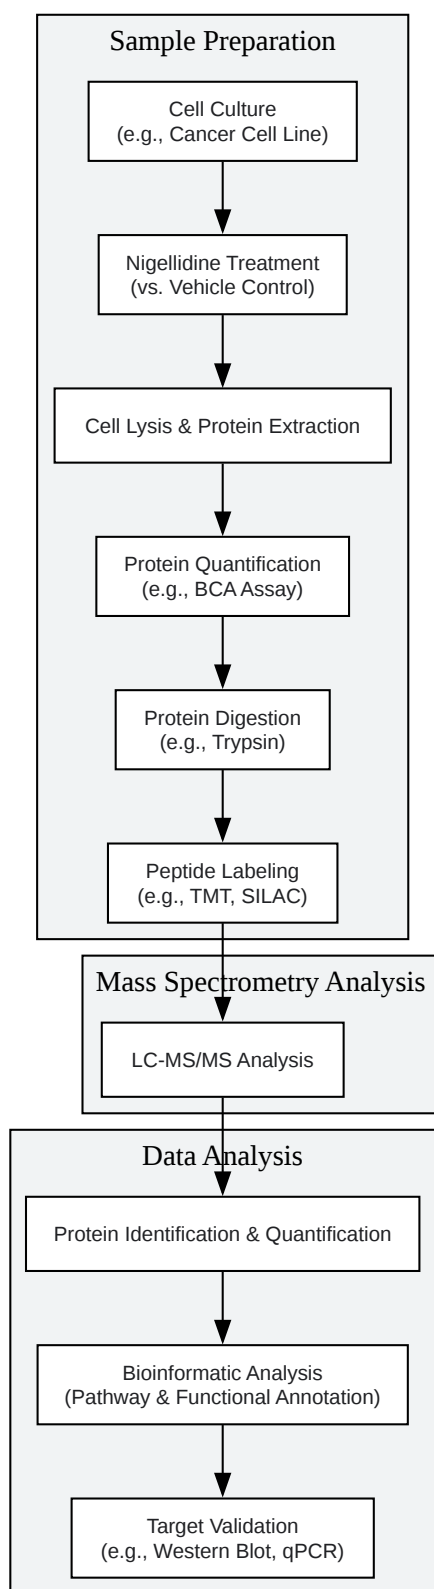 Sample Preparation
Cell Culture
(e.g., Cancer Cell Line)
Nigellidine Treatment
(vs. Vehicle Control)
Cell Lysis & Protein Extraction
Protein Quantification
(e.g., BCA Assay)
Protein Digestion
(e.g., Trypsin)
Peptide Labeling
(e.g., TMT, SILAC)
Mass Spectrometry Analysis
LC-MS/MS Analysis
Data Analysis
Protein Identification & Quantification
Bioinformatic Analysis
(Pathway & Functional Annotation)
Target Validation
(e.g., Western Blot, qPCR)